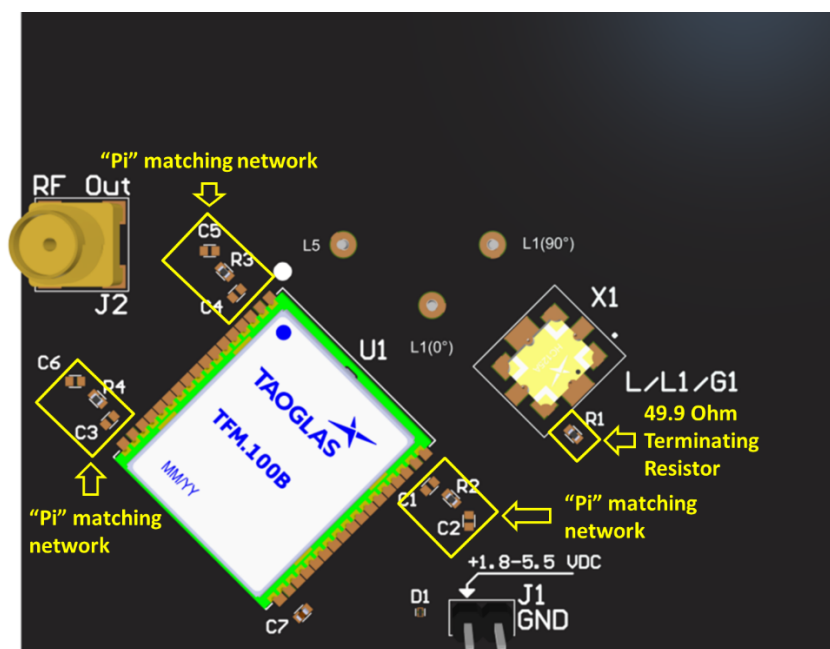 “Pi” matching network
RF Out
C5
R3
C4
J2
L5
L1(90°)
L1(0°)
X1
U1
L/L1/G1
C6
R4
C3
TAOGLAS
TFM.100B
MM/YY
R1
49.9 Ohm
Terminating
Resistor
“Pi” matching
network
C1
R2
C2
“Pi” matching
network
+1.8-5.5 VDC
D1
J1
GND
C7